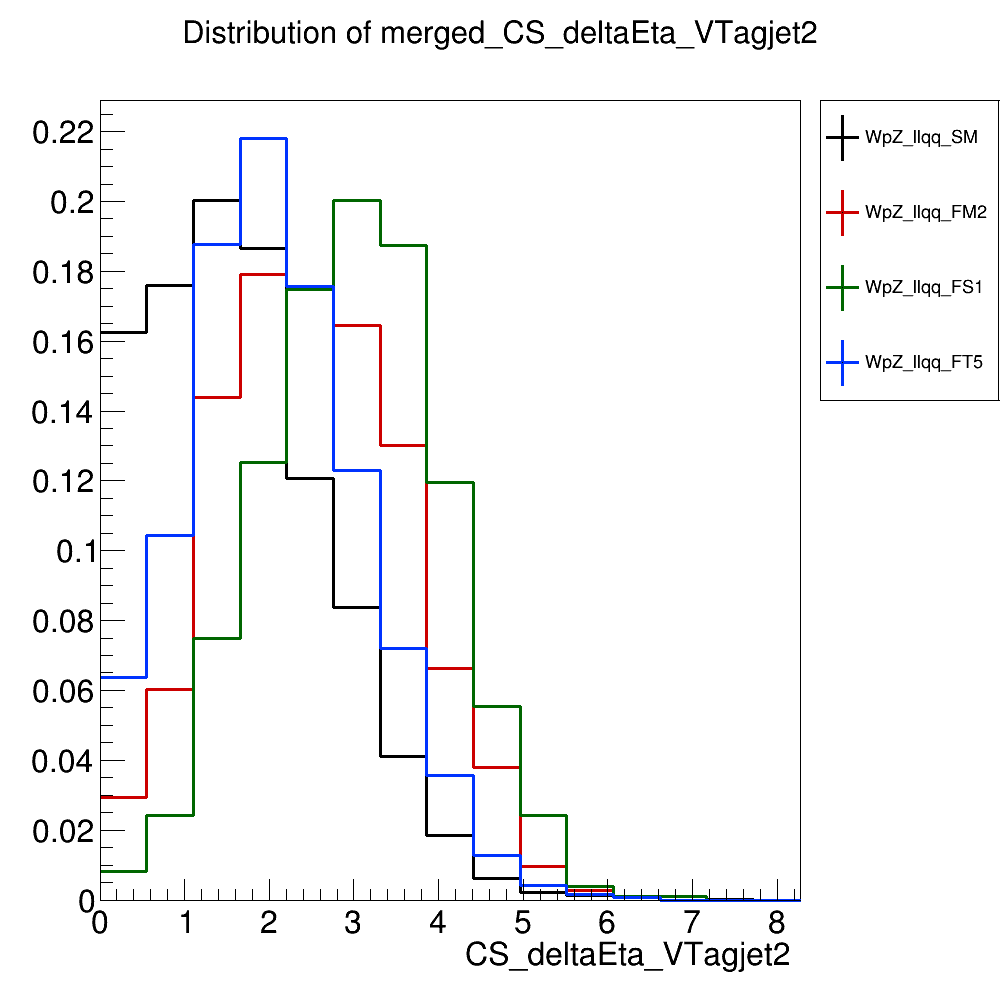 Distribution of merged_CS_deltaEta_VTagjet2
0.22
0.2
0.18
0.16
0.14
0.12
0.1
0.08
0.06
0.04
0.02
0
0 1 2 3 4 5 6 7 8
CS_deltaEta_VTagjet2
WpZ_llqq_SM
WpZ_llqq_FM2
WpZ_llqq_FS1
WpZ_llqq_FT5